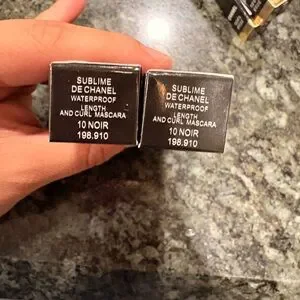 SUBLIME
DE CHANEL
WATERPROOF
LENGTH
AND CURL MASCARA
10 NOIR
198.910
SUBLIME
DE CHANEL
WATERPROOF
LENGTH
AND CURL MASCARA
10 NOIR
198.910